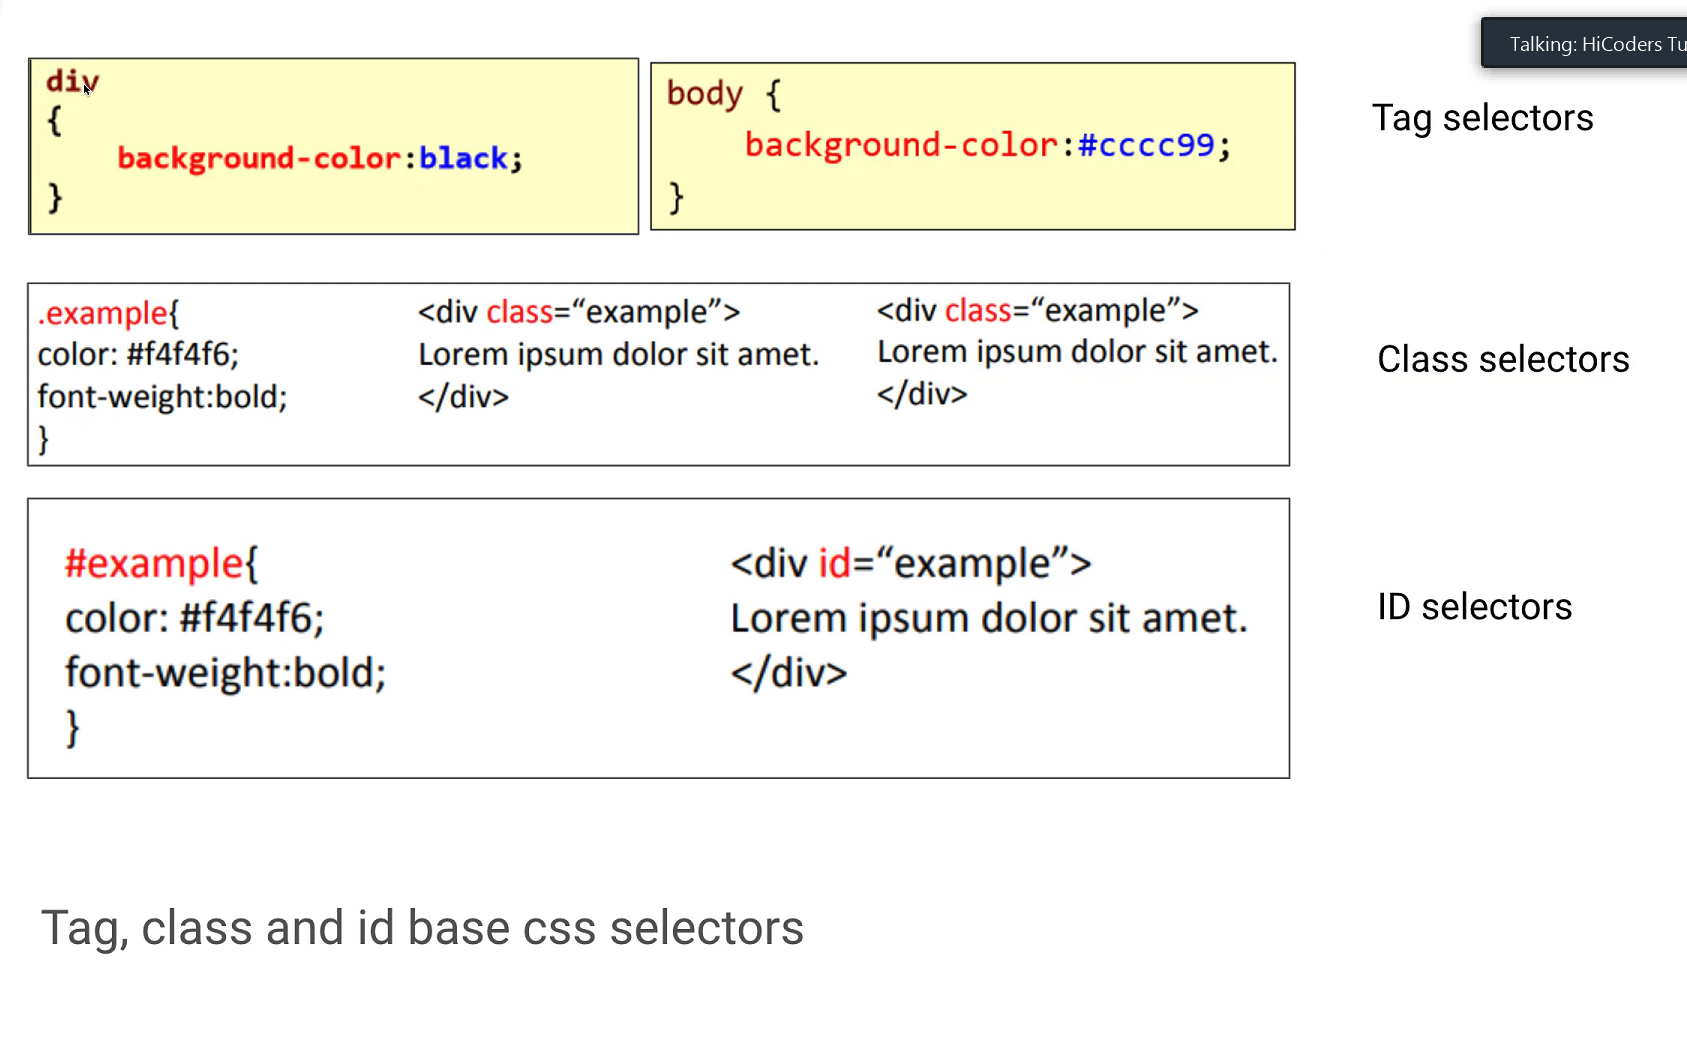 Talking: HiCoders Tu
div
{
background-color:black;
}
body {
background-color:#cccc99;
}
Tag selectors
.example{
color: #f4f4f6;
font-weight:bold;
}
<div class=“example”>
Lorem ipsum dolor sit amet.
</div>
<div class=“example”>
Lorem ipsum dolor sit amet.
</div>
Class selectors
#example{
color: #f4f4f6;
font-weight:bold;
}
<div id=“example”>
Lorem ipsum dolor sit amet.
</div>
ID selectors
Tag, class and id base css selectors